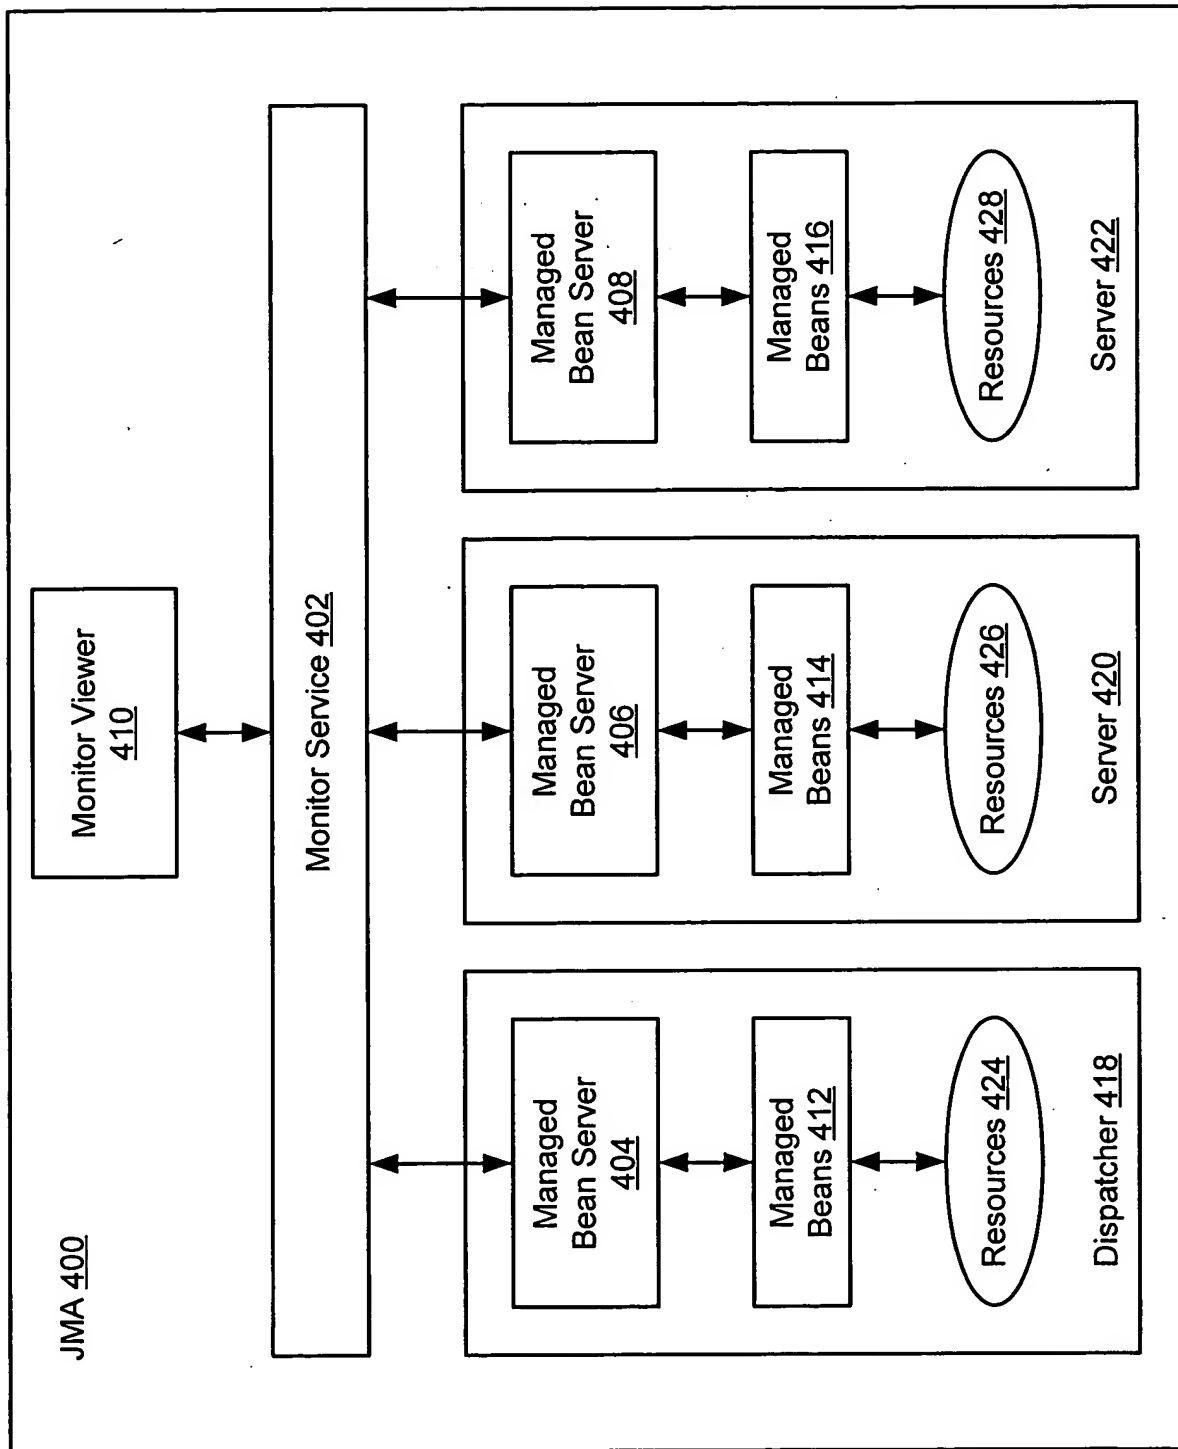 JMA 400
Monitor Viewer
410
Monitor Service 402
Managed
Bean Server
404
Managed
Beans 412
Resources 424
Dispatcher 418
Managed
Bean Server
406
Managed
Beans 414
Resources 426
Server 420
Managed
Bean Server
408
Managed
Beans 416
Resources 428
Server 422